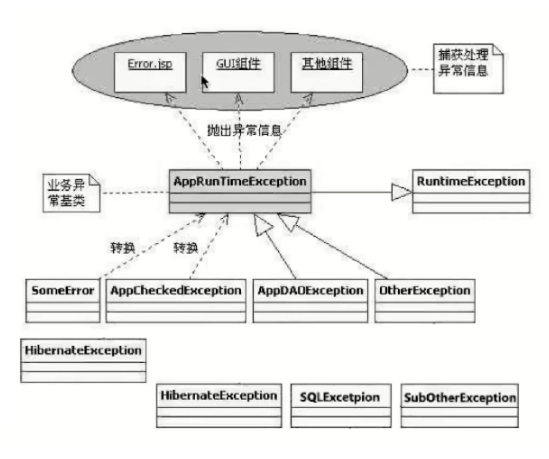 Error.jsp
GUI组件
其他组件
捕获处理
异常信息
抛出异常信息
业务异
常基类
AppRunTimeException
RuntimeException
转换
转换
SomeError
AppCheckedException
AppDAOException
OtherException
HibernateException
HibernateException
SQLExcetpion
SubOtherException